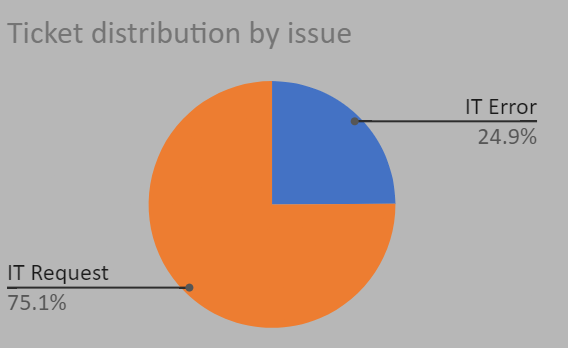 Ticket distribution by issue
IT Error
24.9%
IT Request
75.1%